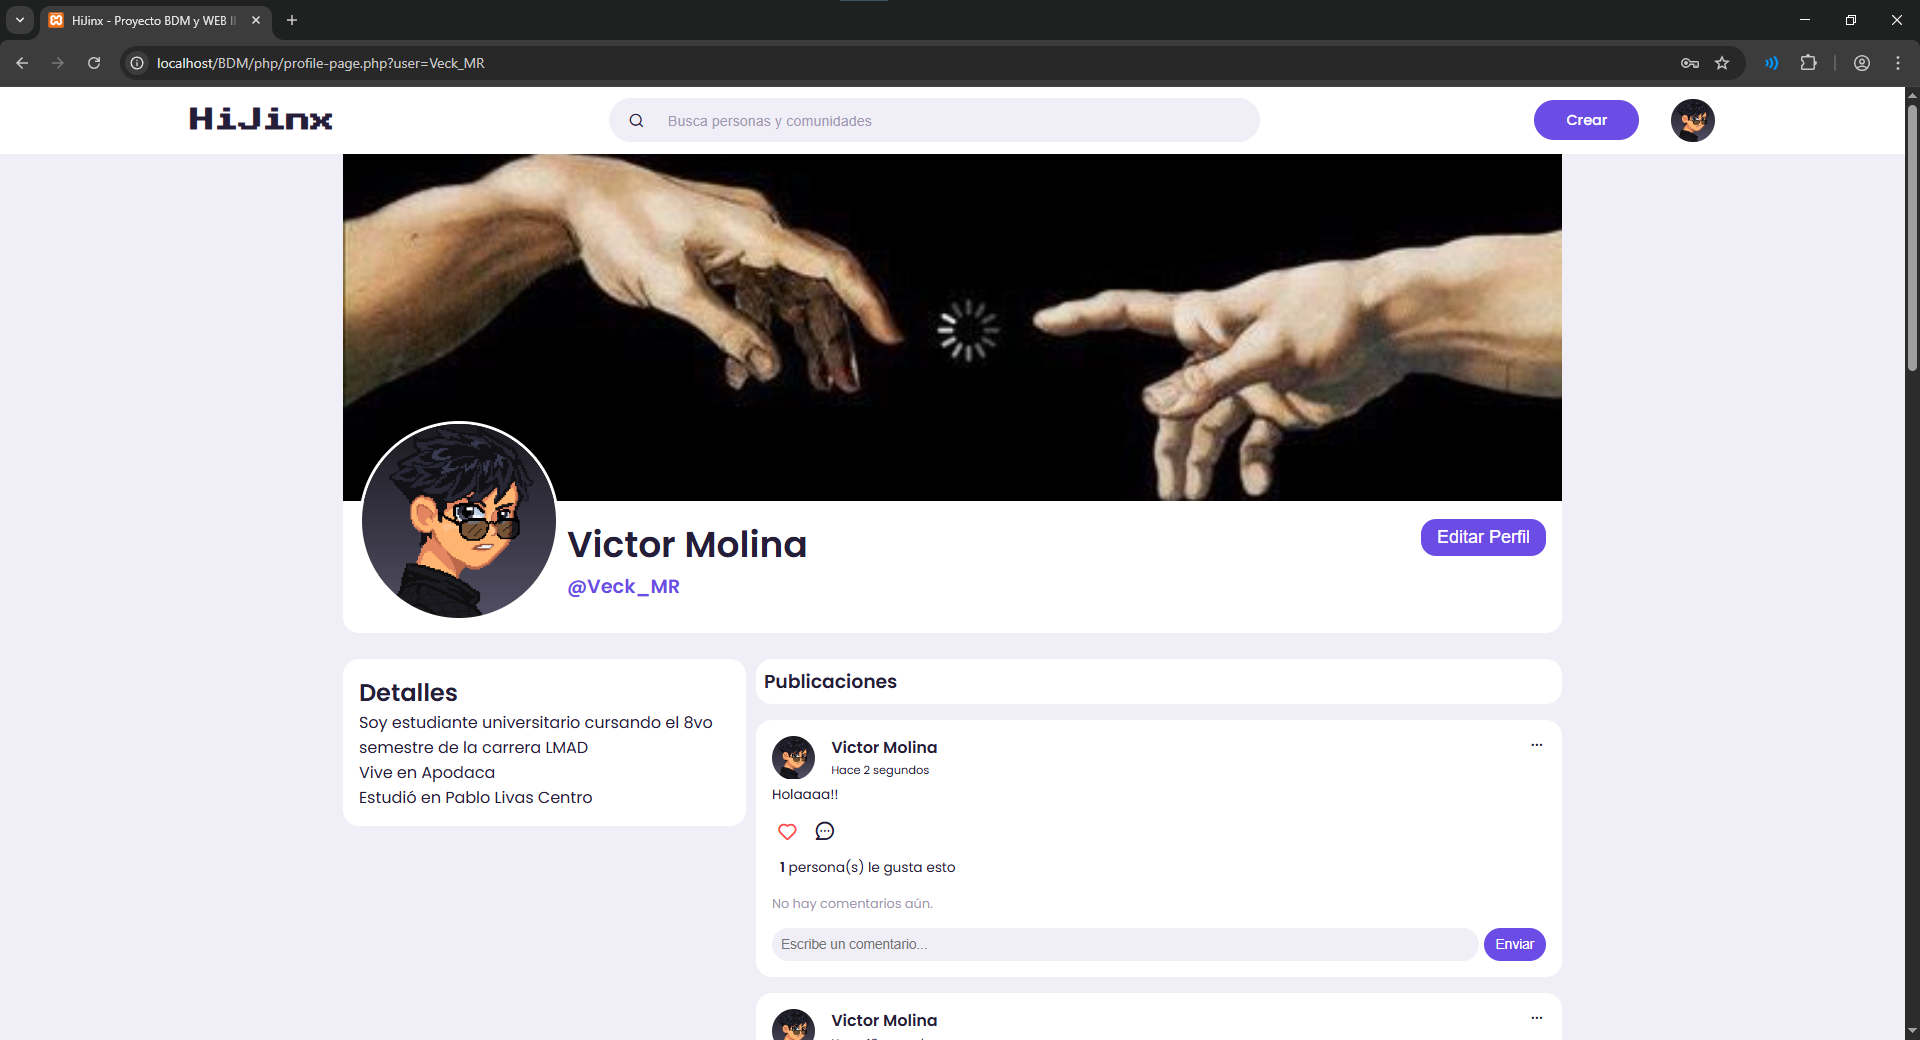 HiJinx - Proyecto BDM y WEB II
localhost/BDM/php/profile-page.php?user=Veck_MR
HiJinx
Busca personas y comunidades
Crear
Victor Molina
Editar Perfil
@Veck_MR
Detalles
Soy estudiante universitario cursando el 8vo
semestre de la carrera LMAD
Vive en Apodaca
Estudió en Pablo Livas Centro
Publicaciones
Victor Molina
Hace 2 segundos
Holaaaa!!
1 persona(s) le gusta esto
No hay comentarios aún.
Escribe un comentario...
Enviar
Victor Molina